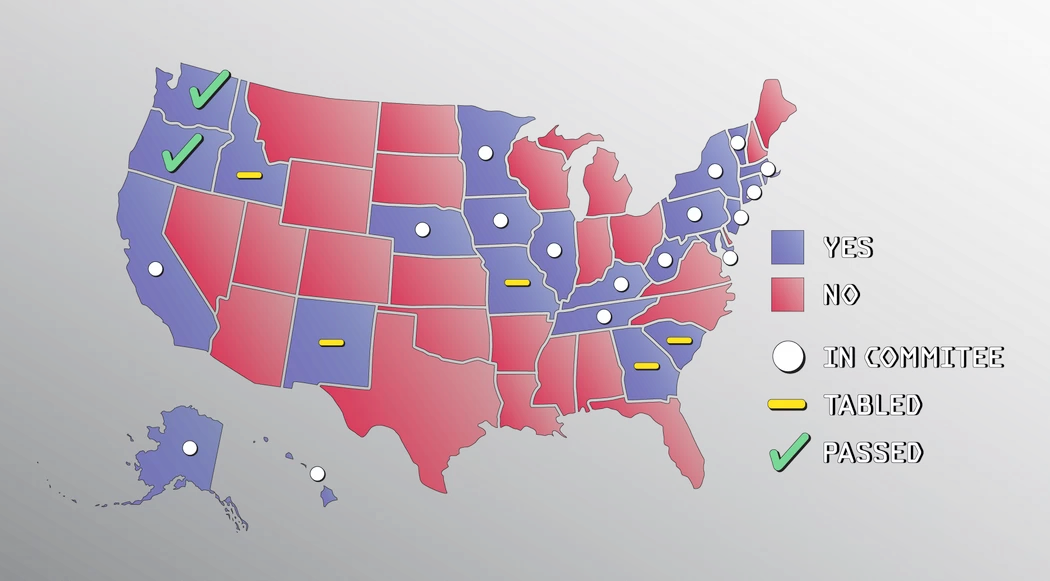 YES
NO
IN COMMITEE
TABLED
PASSED